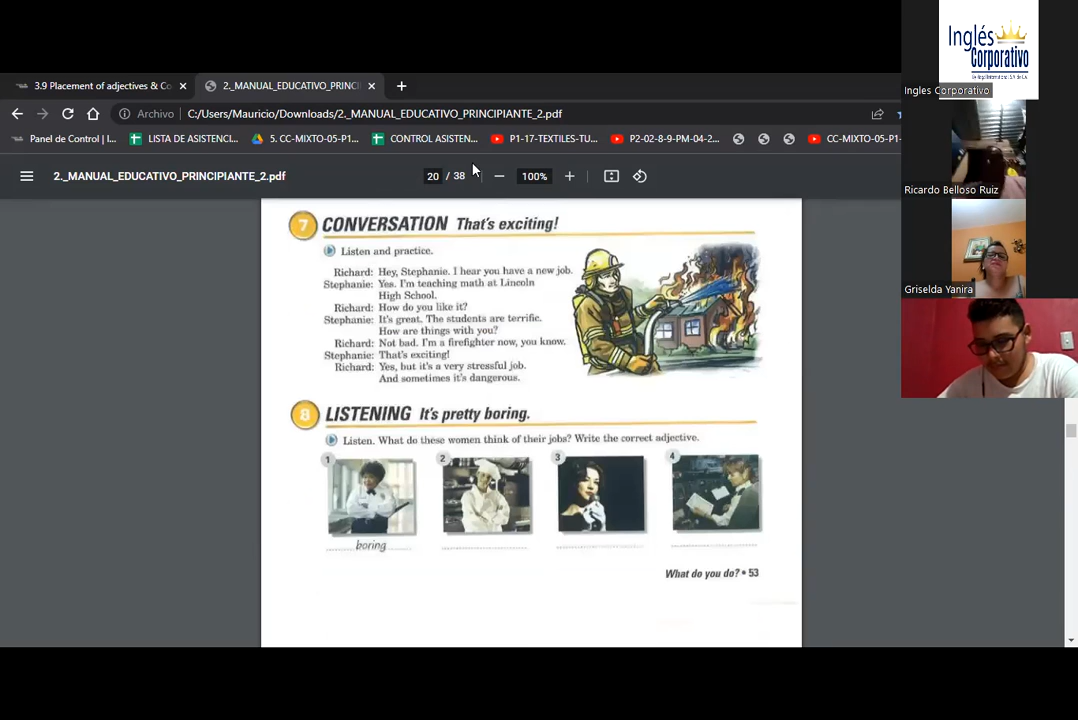 Inglés
Corporativo
Ingles Corporativo
3.9 Placement of adjectives & Co
2._MANUAL_EDUCATIVO_PRINCI
Archivo
C:/Users/Mauricio/Downloads/2._MANUAL_EDUCATIVO_PRINCIPIANTE_2.pdf
Panel de Control | I...
LISTA DE ASISTENCI...
5. CC-MIXTO-05-P1...
CONTROL ASISTEN...
P1-17-TEXTILES-TU...
P2-02-8-9-PM-04-2...
CC-MIXTO-05-P1
2._MANUAL_EDUCATIVO_PRINCIPIANTE_2.pdf
20 / 38
100%
Ricardo Belloso Ruiz
Griselda Yanira
7 CONVERSATION That's exciting!
Listen and practice.
Richard: Hey, Stephanie. I hear you have a new job.
Stephanie: Yes. I'm teaching math at Lincoln
High School.
Richard: How do you like it?
Stephanie: It's great. The students are terrific.
How are things with you?
Richard: Not bad. I'm a firefighter now, you know.
Stephanie: That's exciting!
Richard: Yes, but it's a very stressful job.
And sometimes it's dangerous.
8 LISTENING It's pretty boring.
Listen. What do these women think of their jobs? Write the correct adjective.
1
2
3
4
boring
What do you do? • 53